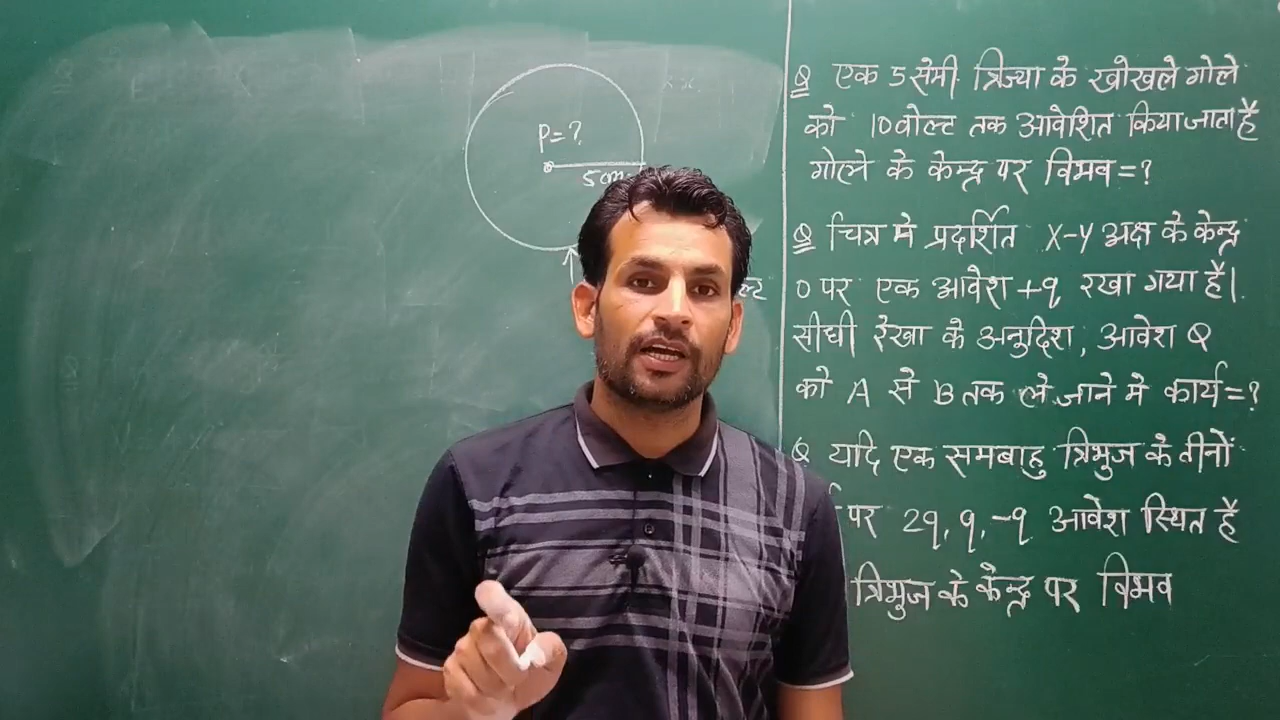 P = ?
5cm
ल्ट
Q एक 5 सेमी त्रिज्या के खोखले गोले
को 10 वोल्ट तक आवेशित किया जाता है
गोले के केन्द्र पर विभव = ?
Q चित्र मे प्रदर्शित X-Y अक्ष के केन्द्र
O पर एक आवेश +q रखा गया है।
सीधी रेखा के अनुदिश, आवेश Q
को A से B तक ले जाने मे कार्य = ?
Q यदि एक समबाहु त्रिभुज के तीनों
पर 2q, q, -q आवेश स्थित है
त्रिभुज के केन्द्र पर विभव